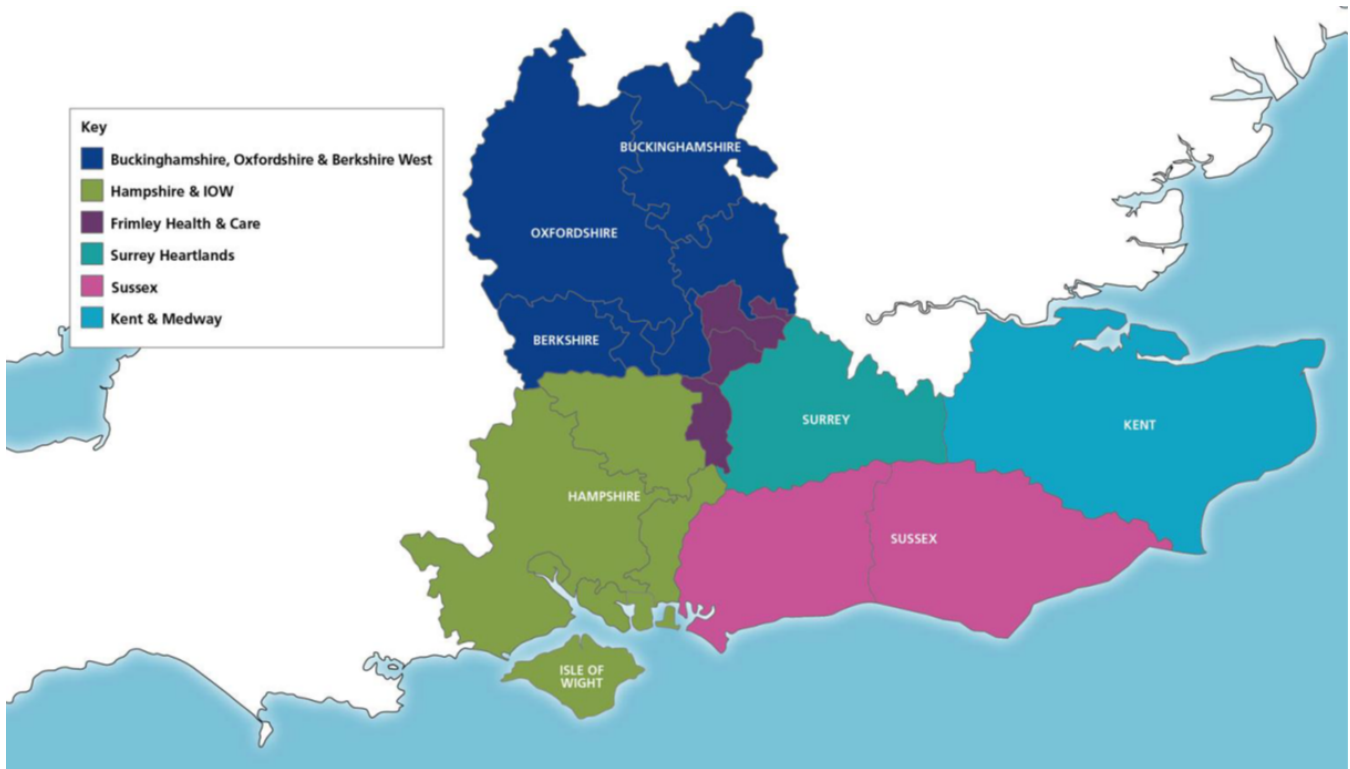 Key
Buckinghamshire, Oxfordshire & Berkshire West
Hampshire & IOW
Frimley Health & Care
Surrey Heartlands
Sussex
Kent & Medway
BUCKINGHAMSHIRE
OXFORDSHIRE
BERKSHIRE
SURREY
KENT
HAMPSHIRE
SUSSEX
ISLE OF
WIGHT